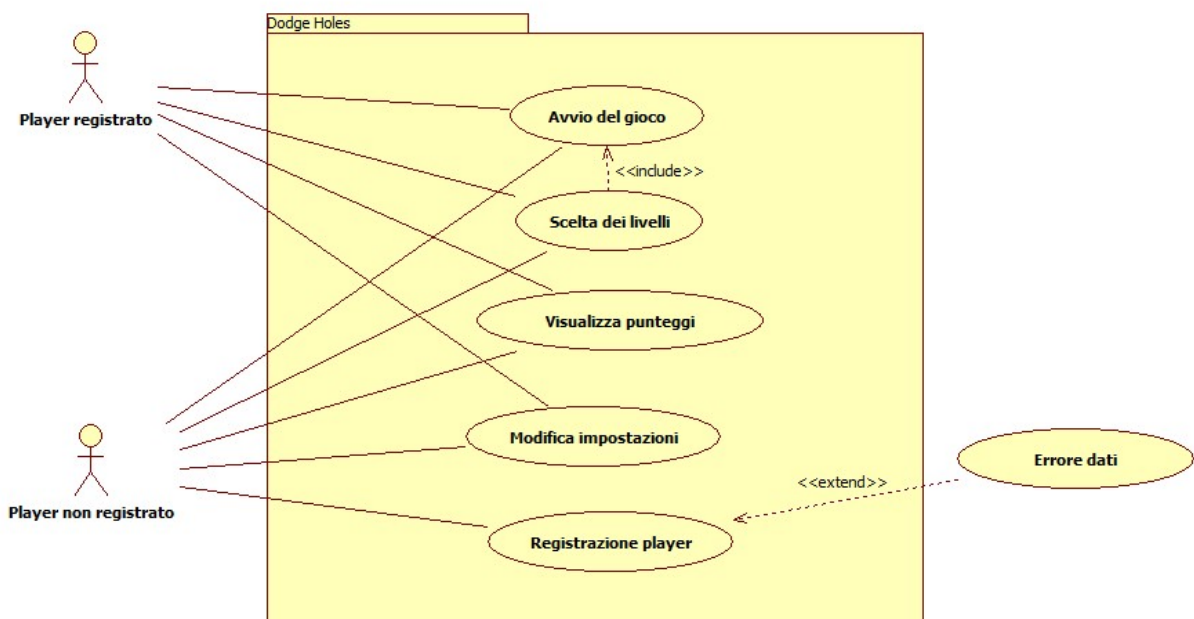 Dodge Holes
Player registrato
Avvio del gioco
<<include>>
Scelta dei livelli
Visualizza punteggi
Modifica impostazioni
Errore dati
<<extend>>
Player non registrato
Registrazione player